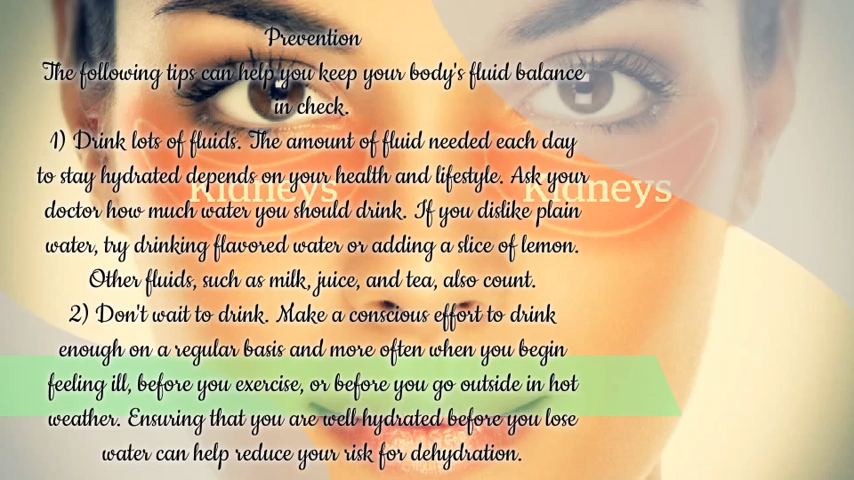 Prevention
The following tips can help you keep your body's fluid balance
in check.
1) Drink lots of fluids. The amount of fluid needed each day
to stay hydrated depends on your health and lifestyle. Ask your
Kidneys Kidneys
doctor how much water you should drink. If you dislike plain
water, try drinking flavored water or adding a slice of lemon.
Other fluids, such as milk, juice, and tea, also count.
2) Don't wait to drink. Make a conscious effort to drink
enough on a regular basis and more often when you begin
feeling ill, before you exercise, or before you go outside in hot
weather. Ensuring that you are well-hydrated before you lose
water can help reduce your risk for dehydration.